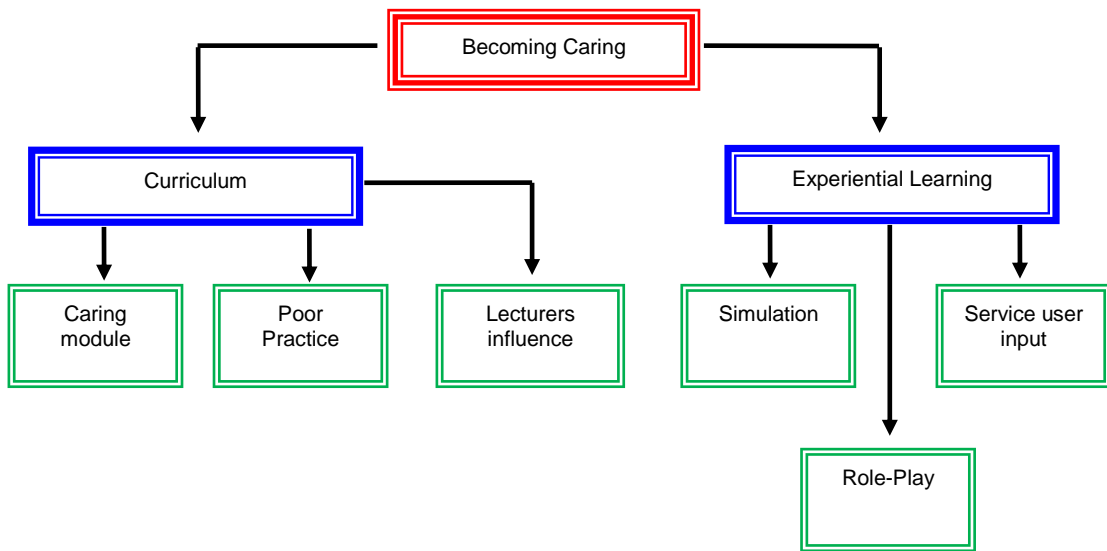 Becoming Caring
Curriculum
Experiential Learning
Caring
module
Poor
Practice
Lecturers
influence
Simulation
Service user
input
Role-Play